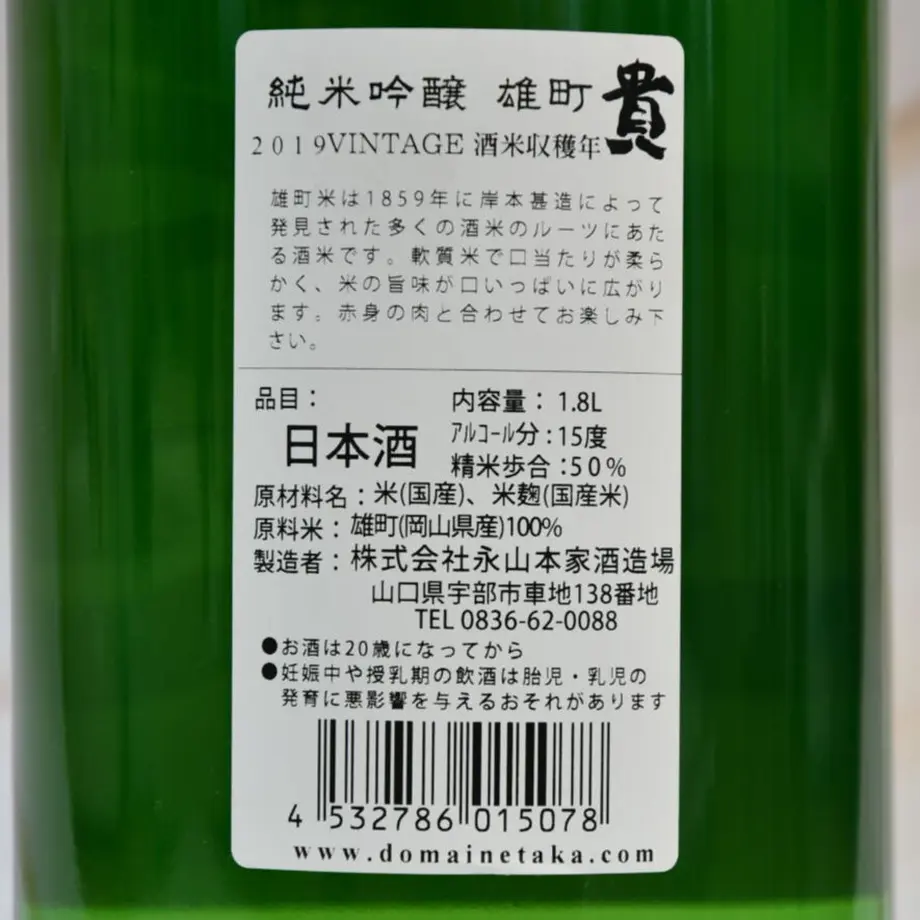 純米吟醸 雄町 貴
2019VINTAGE 酒米収穫年
雄町米は1859年に岸本甚造によって
発見された多くの酒米のルーツにあた
る酒米です。軟質米で口当たりが柔ら
かく、米の旨味が口いっぱいに広がり
ます。赤身の肉と合わせてお楽しみ下
さい。
品目：
日本酒
内容量： 1.8L
ｱﾙｺｰﾙ分：15度
精米歩合：50％
原材料名：米(国産)、米麹(国産米)
原料米：雄町(岡山県産)100%
製造者：株式会社永山本家酒造場
山口県宇部市車地138番地
TEL 0836-62-0088
●お酒は20歳になってから
●妊娠中や授乳期の飲酒は胎児・乳児の
発育に悪影響を与えるおそれがあります
4 532786 015078
www.domainetaka.com